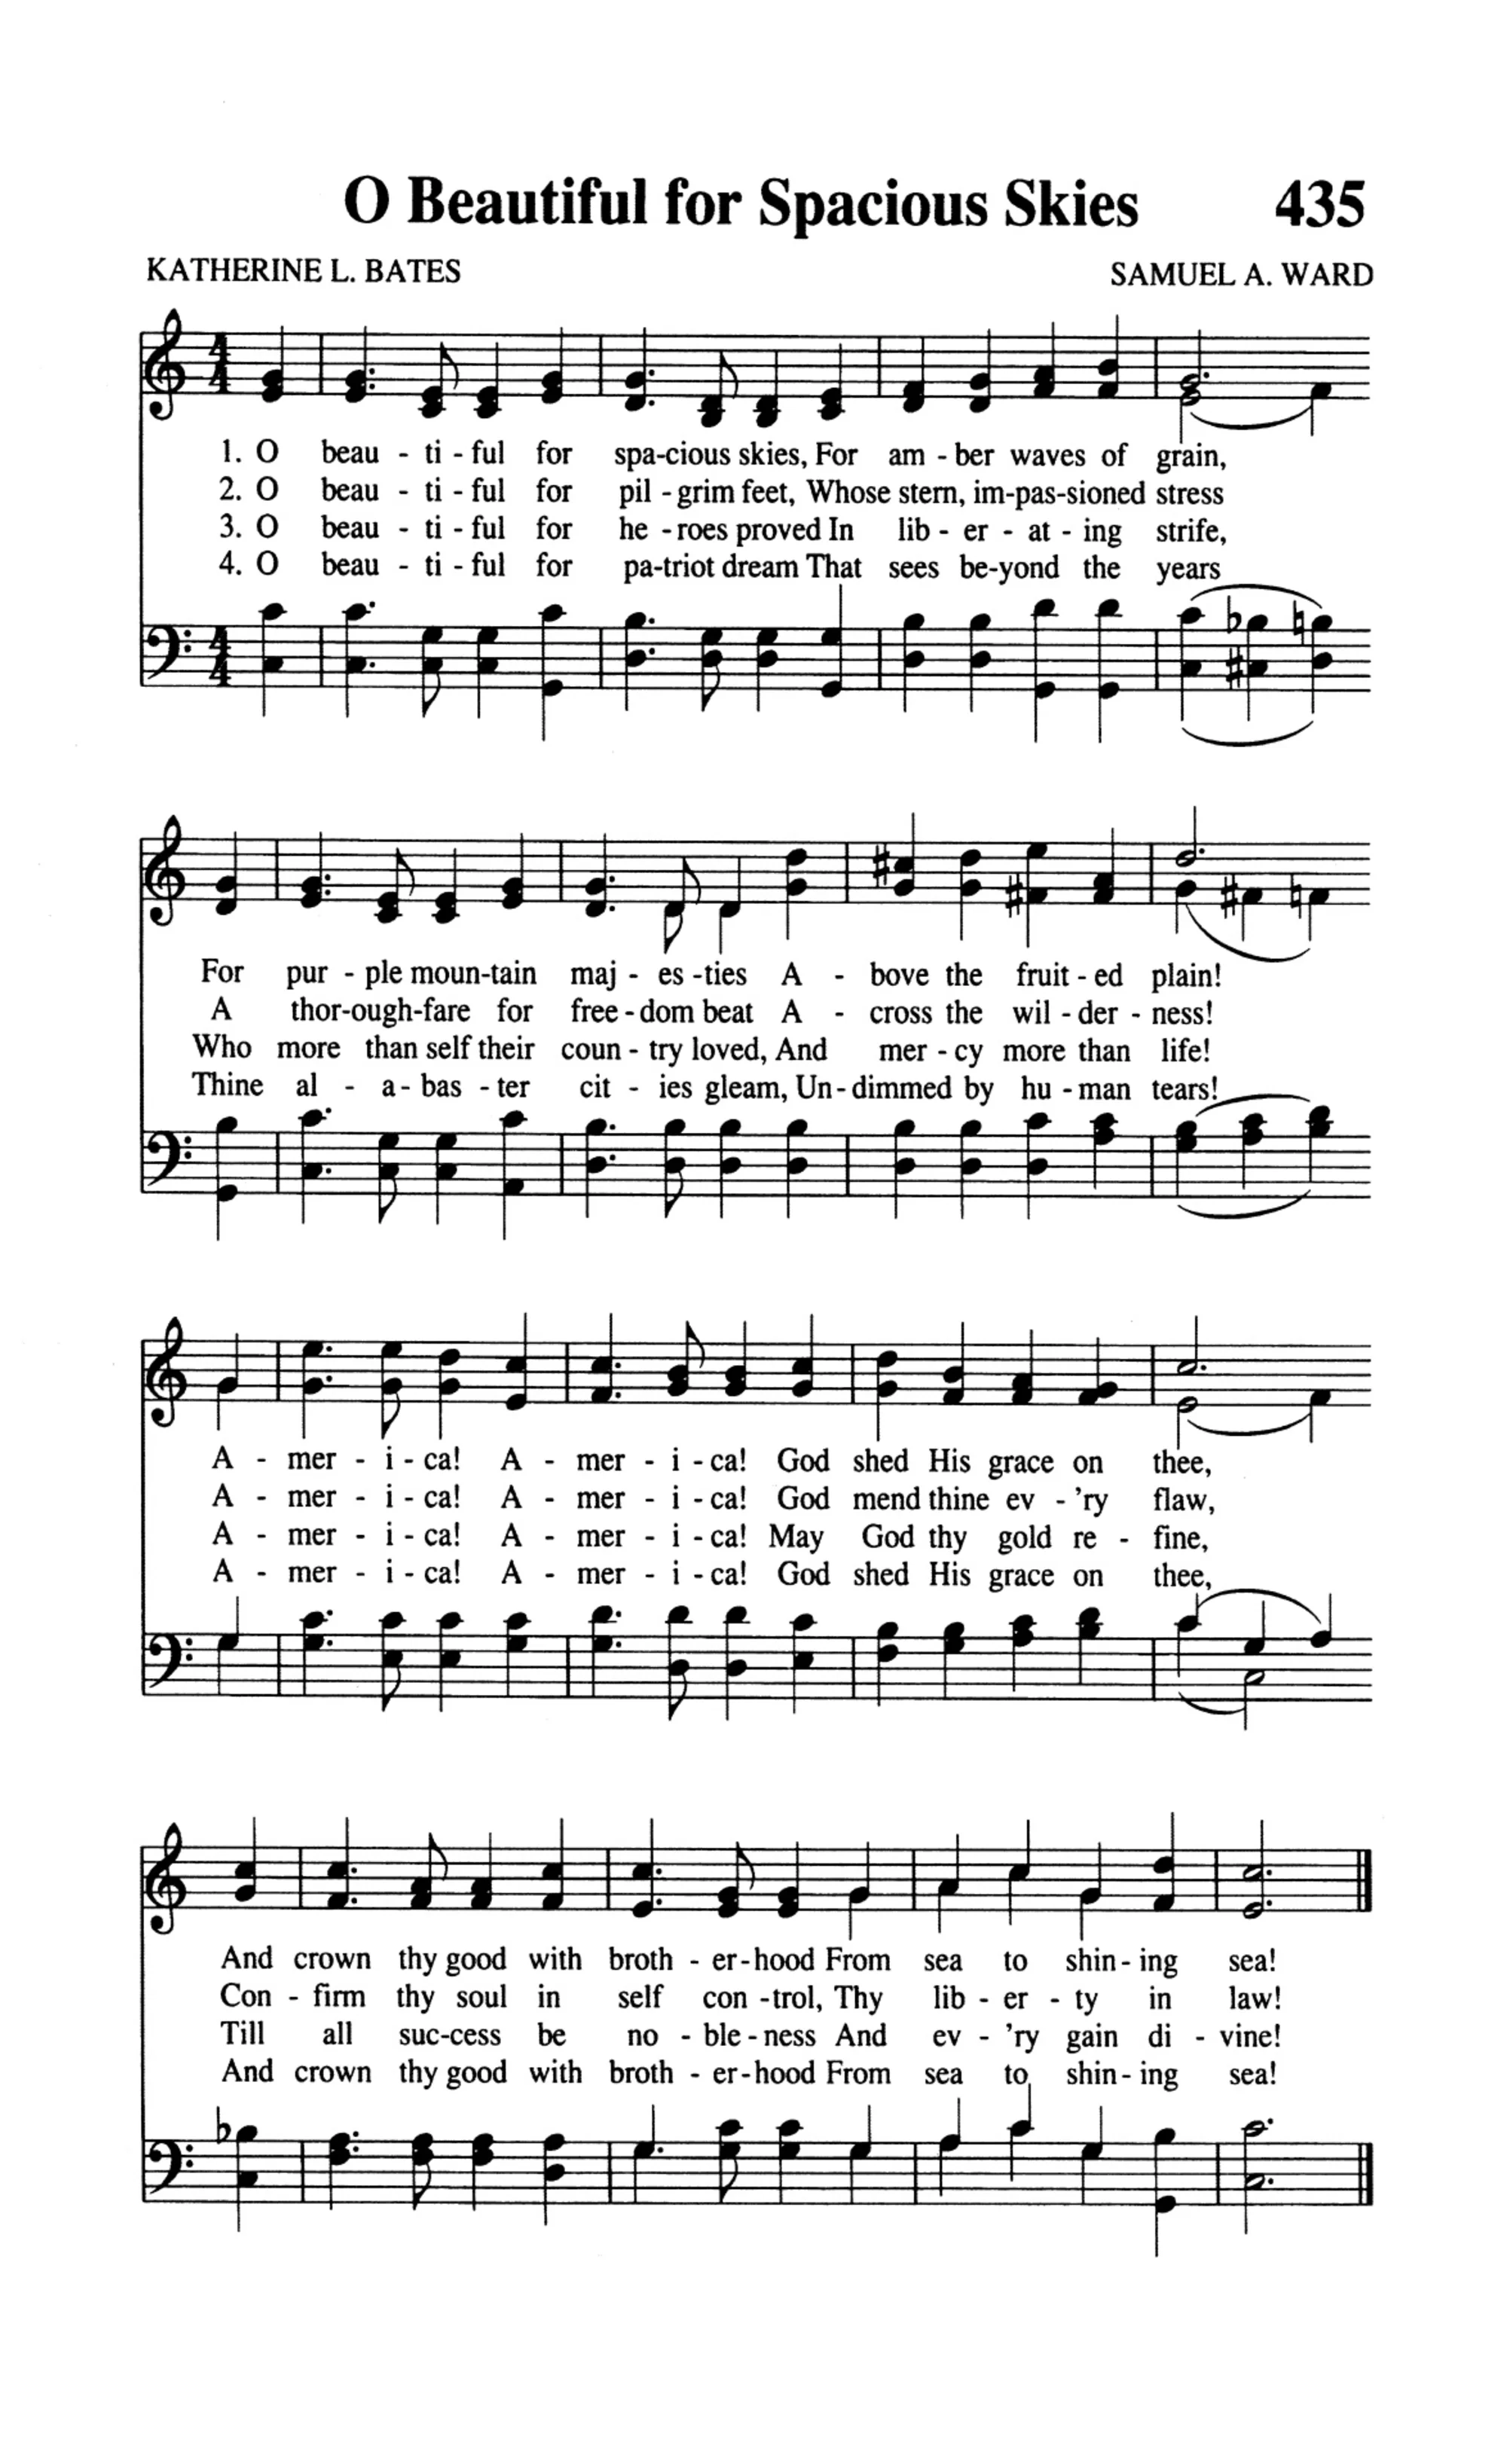 O Beautiful for Spacious Skies 435
KATHERINE L. BATES
SAMUEL A. WARD
4
4
1. O beau - ti - ful for spa-cious skies, For am - ber waves of grain,
2. O beau - ti - ful for pil - grim feet, Whose stern, im-pas-sioned stress
3. O beau - ti - ful for he - roes proved In lib - er - at - ing strife,
4. O beau - ti - ful for pa-triot dream That sees be-yond the years
4
4
For pur - ple moun-tain maj - es -ties A - bove the fruit - ed plain!
A thor-ough-fare for free - dom beat A - cross the wil - der - ness!
Who more than self their coun - try loved, And mer - cy more than life!
Thine al - a - bas - ter cit - ies gleam, Un-dimmed by hu - man tears!
A - mer - i - ca! A - mer - i - ca! God shed His grace on thee,
A - mer - i - ca! A - mer - i - ca! God mend thine ev - 'ry flaw,
A - mer - i - ca! A - mer - i - ca! May God thy gold re - fine,
A - mer - i - ca! A - mer - i - ca! God shed His grace on thee,
And crown thy good with broth - er-hood From sea to shin - ing sea!
Con - firm thy soul in self con -trol, Thy lib - er - ty in law!
Till all suc-cess be no - ble - ness And ev - 'ry gain di - vine!
And crown thy good with broth - er-hood From sea to shin - ing sea!